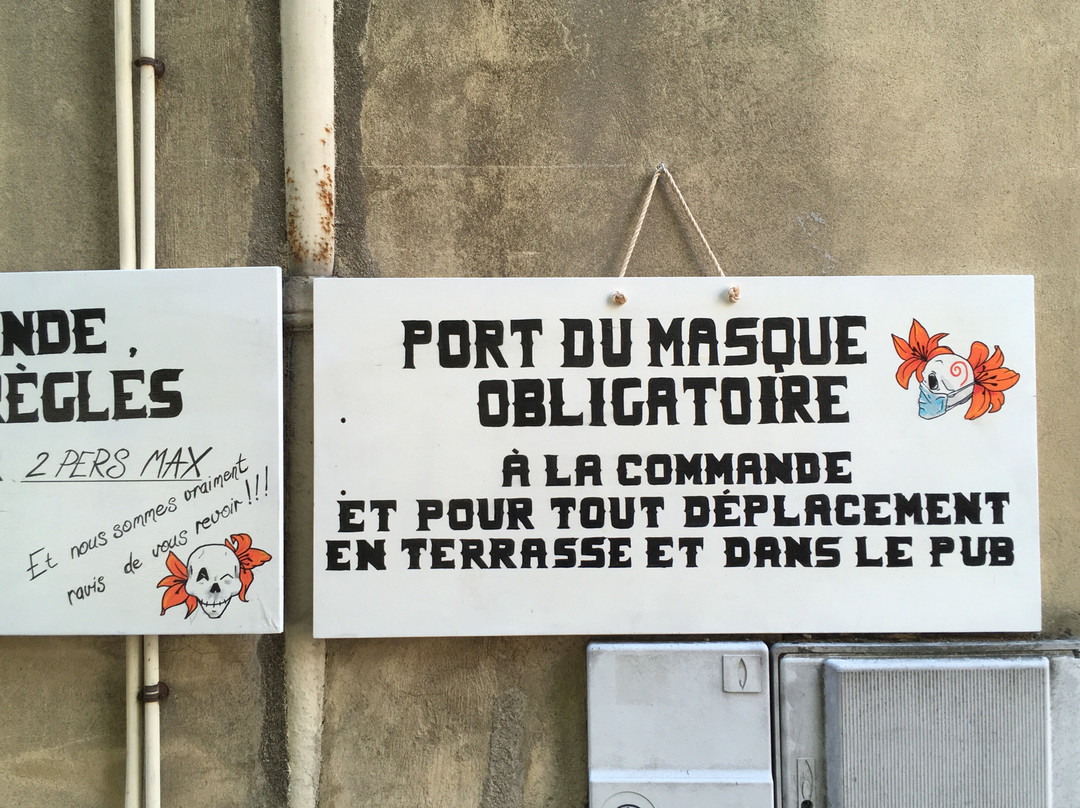 NDE,
RÈGLES
2 PERS MAX
Et nous sommes vraiment
ravis de vous revoir!!!
PORT DU MASQUE
OBLIGATOIRE
À LA COMMANDE
ET POUR TOUT DÉPLACEMENT
EN TERRASSE ET DANS LE PUB